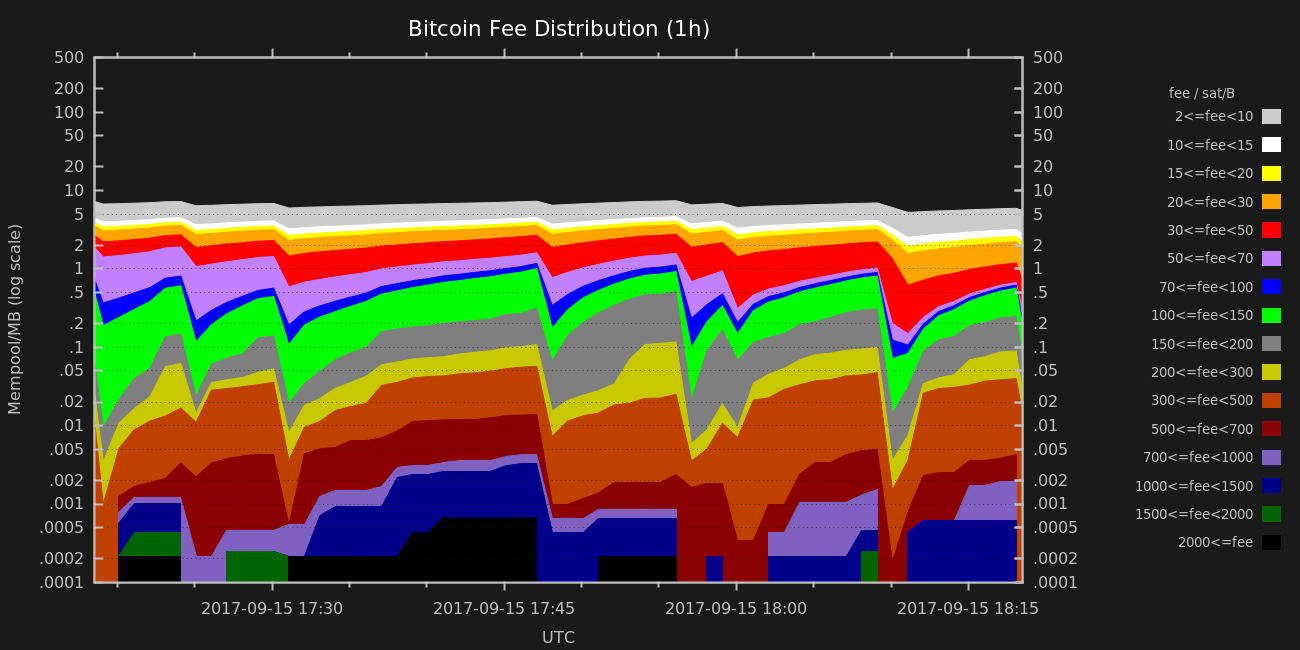 Bitcoin Fee Distribution (1h)
Mempool/MB (log scale)
500
200
100
50
20
10
5
2
1
.5
.2
.1
.05
.02
.01
.005
.002
.001
.0005
.0002
.0001
500
200
100
50
20
10
5
2
1
.5
.2
.1
.05
.02
.01
.005
.002
.001
.0005
.0002
.0001
fee / sat/B
2<=fee<10
10<=fee<15
15<=fee<20
20<=fee<30
30<=fee<50
50<=fee<70
70<=fee<100
100<=fee<150
150<=fee<200
200<=fee<300
300<=fee<500
500<=fee<700
700<=fee<1000
1000<=fee<1500
1500<=fee<2000
2000<=fee
2017-09-15 17:30 2017-09-15 17:45 2017-09-15 18:00 2017-09-15 18:15
UTC